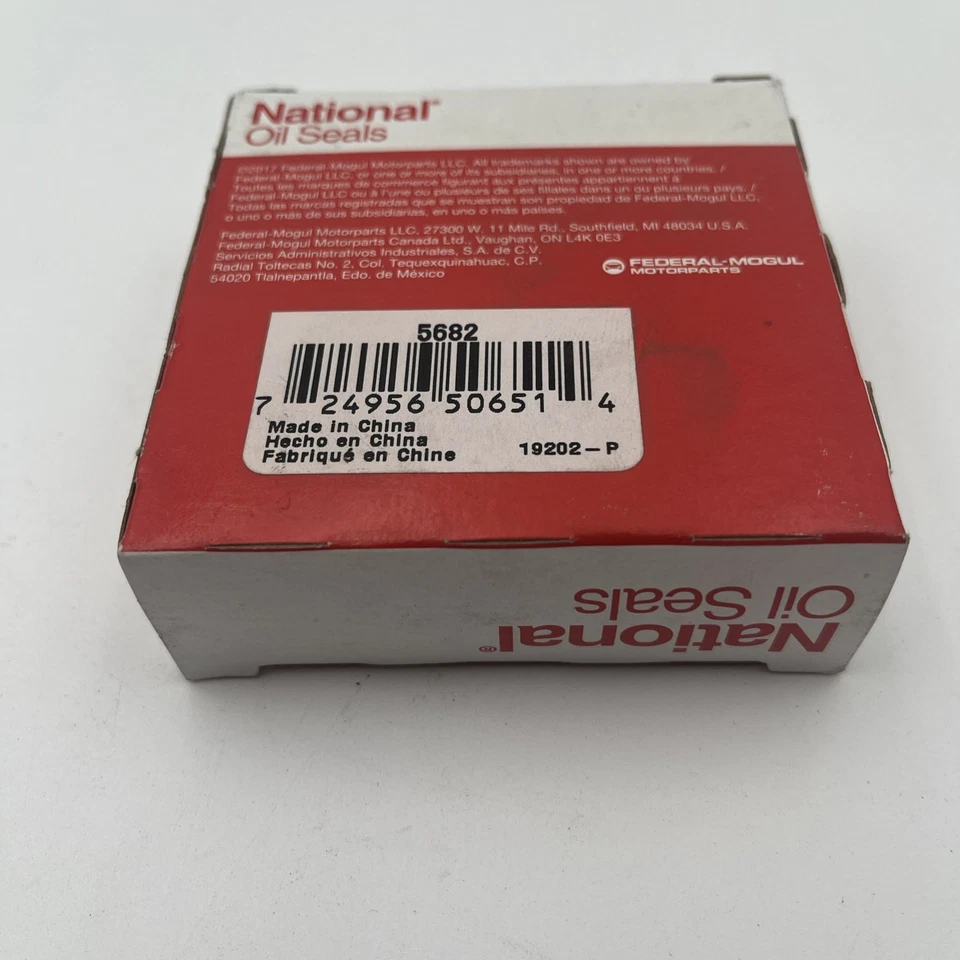 National®
Oil Seals
©2017 Federal-Mogul Motorparts LLC. All trademarks shown are owned by
Federal-Mogul LLC, or one or more of its subsidiaries, in one or more countries. /
Toutes les marques de commerce figurant aux présentes appartiennent à
Federal-Mogul LLC ou à l'une ou plusieurs de ses filiales dans un ou plusieurs pays. /
Todas las marcas registradas que se muestran son propiedad de Federal-Mogul LLC,
o uno o más de sus subsidiarias, en uno o más países.
Federal-Mogul Motorparts LLC, 27300 W. 11 Mile Rd., Southfield, MI 48034 U.S.A.
Federal-Mogul Motorparts Canada Ltd., Vaughan, ON L4K 0E3
Servicios Administrativos Industriales, S.A. de C.V.
Radial Toltecas No. 2, Col. Tequexquinahuac, C.P.
54020 Tlalnepantla, Edo. de México
FEDERAL-MOGUL
MOTORPARTS
5682
7 24956 50651 4
Made in China
Hecho en China
Fabriqué en Chine
19202-P
National®
Oil Seals